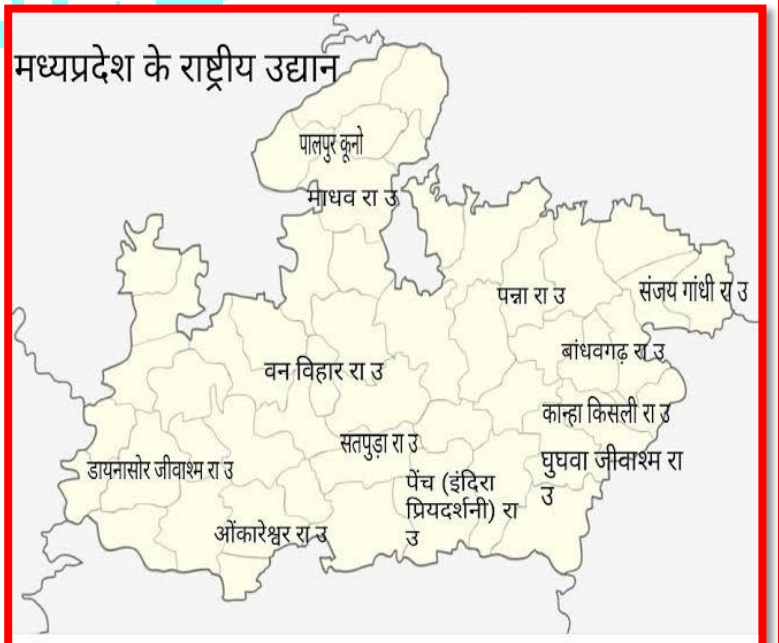 मध्यप्रदेश के राष्ट्रीय उद्यान
पालपुर कूनो
माधव रा उ
पन्ना रा उ
संजय गांधी रा उ
बांधवगढ़ रा उ
वन विहार रा उ
कान्हा किसली रा उ
सतपुड़ा रा उ
डायनासोर जीवाश्म रा उ
घुघवा जीवाश्म रा
उ
पेंच (इंदिरा
प्रियदर्शनी) रा
उ
ओंकारेश्वर रा उ